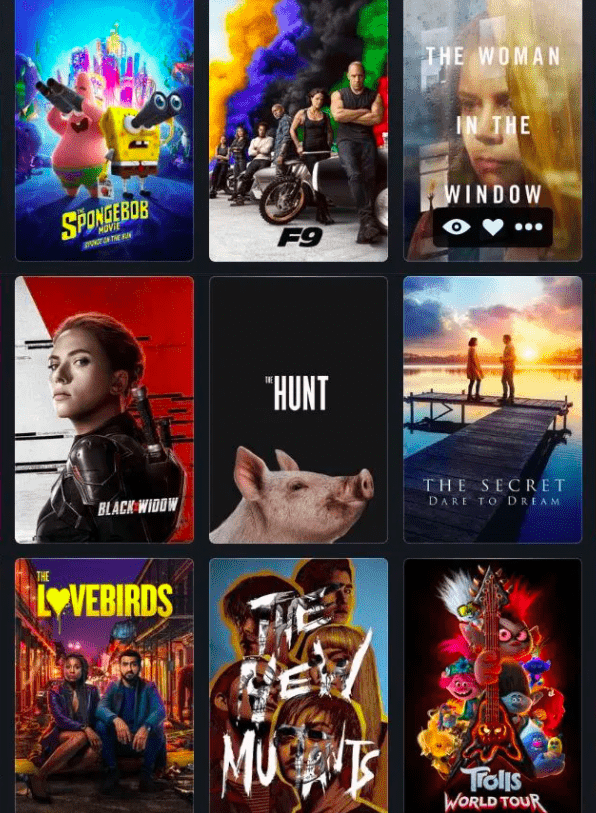 THE
SPONGEBOB
MOVIE
SPONGE ON THE RUN
F9
THE WOMAN
IN THE
WINDOW
BLACK WIDOW
THE
HUNT
THE SECRET
DARE TO DREAM
THE
LOVEBIRDS
THE
NEW
MUTANTS
Trolls
WORLD TOUR